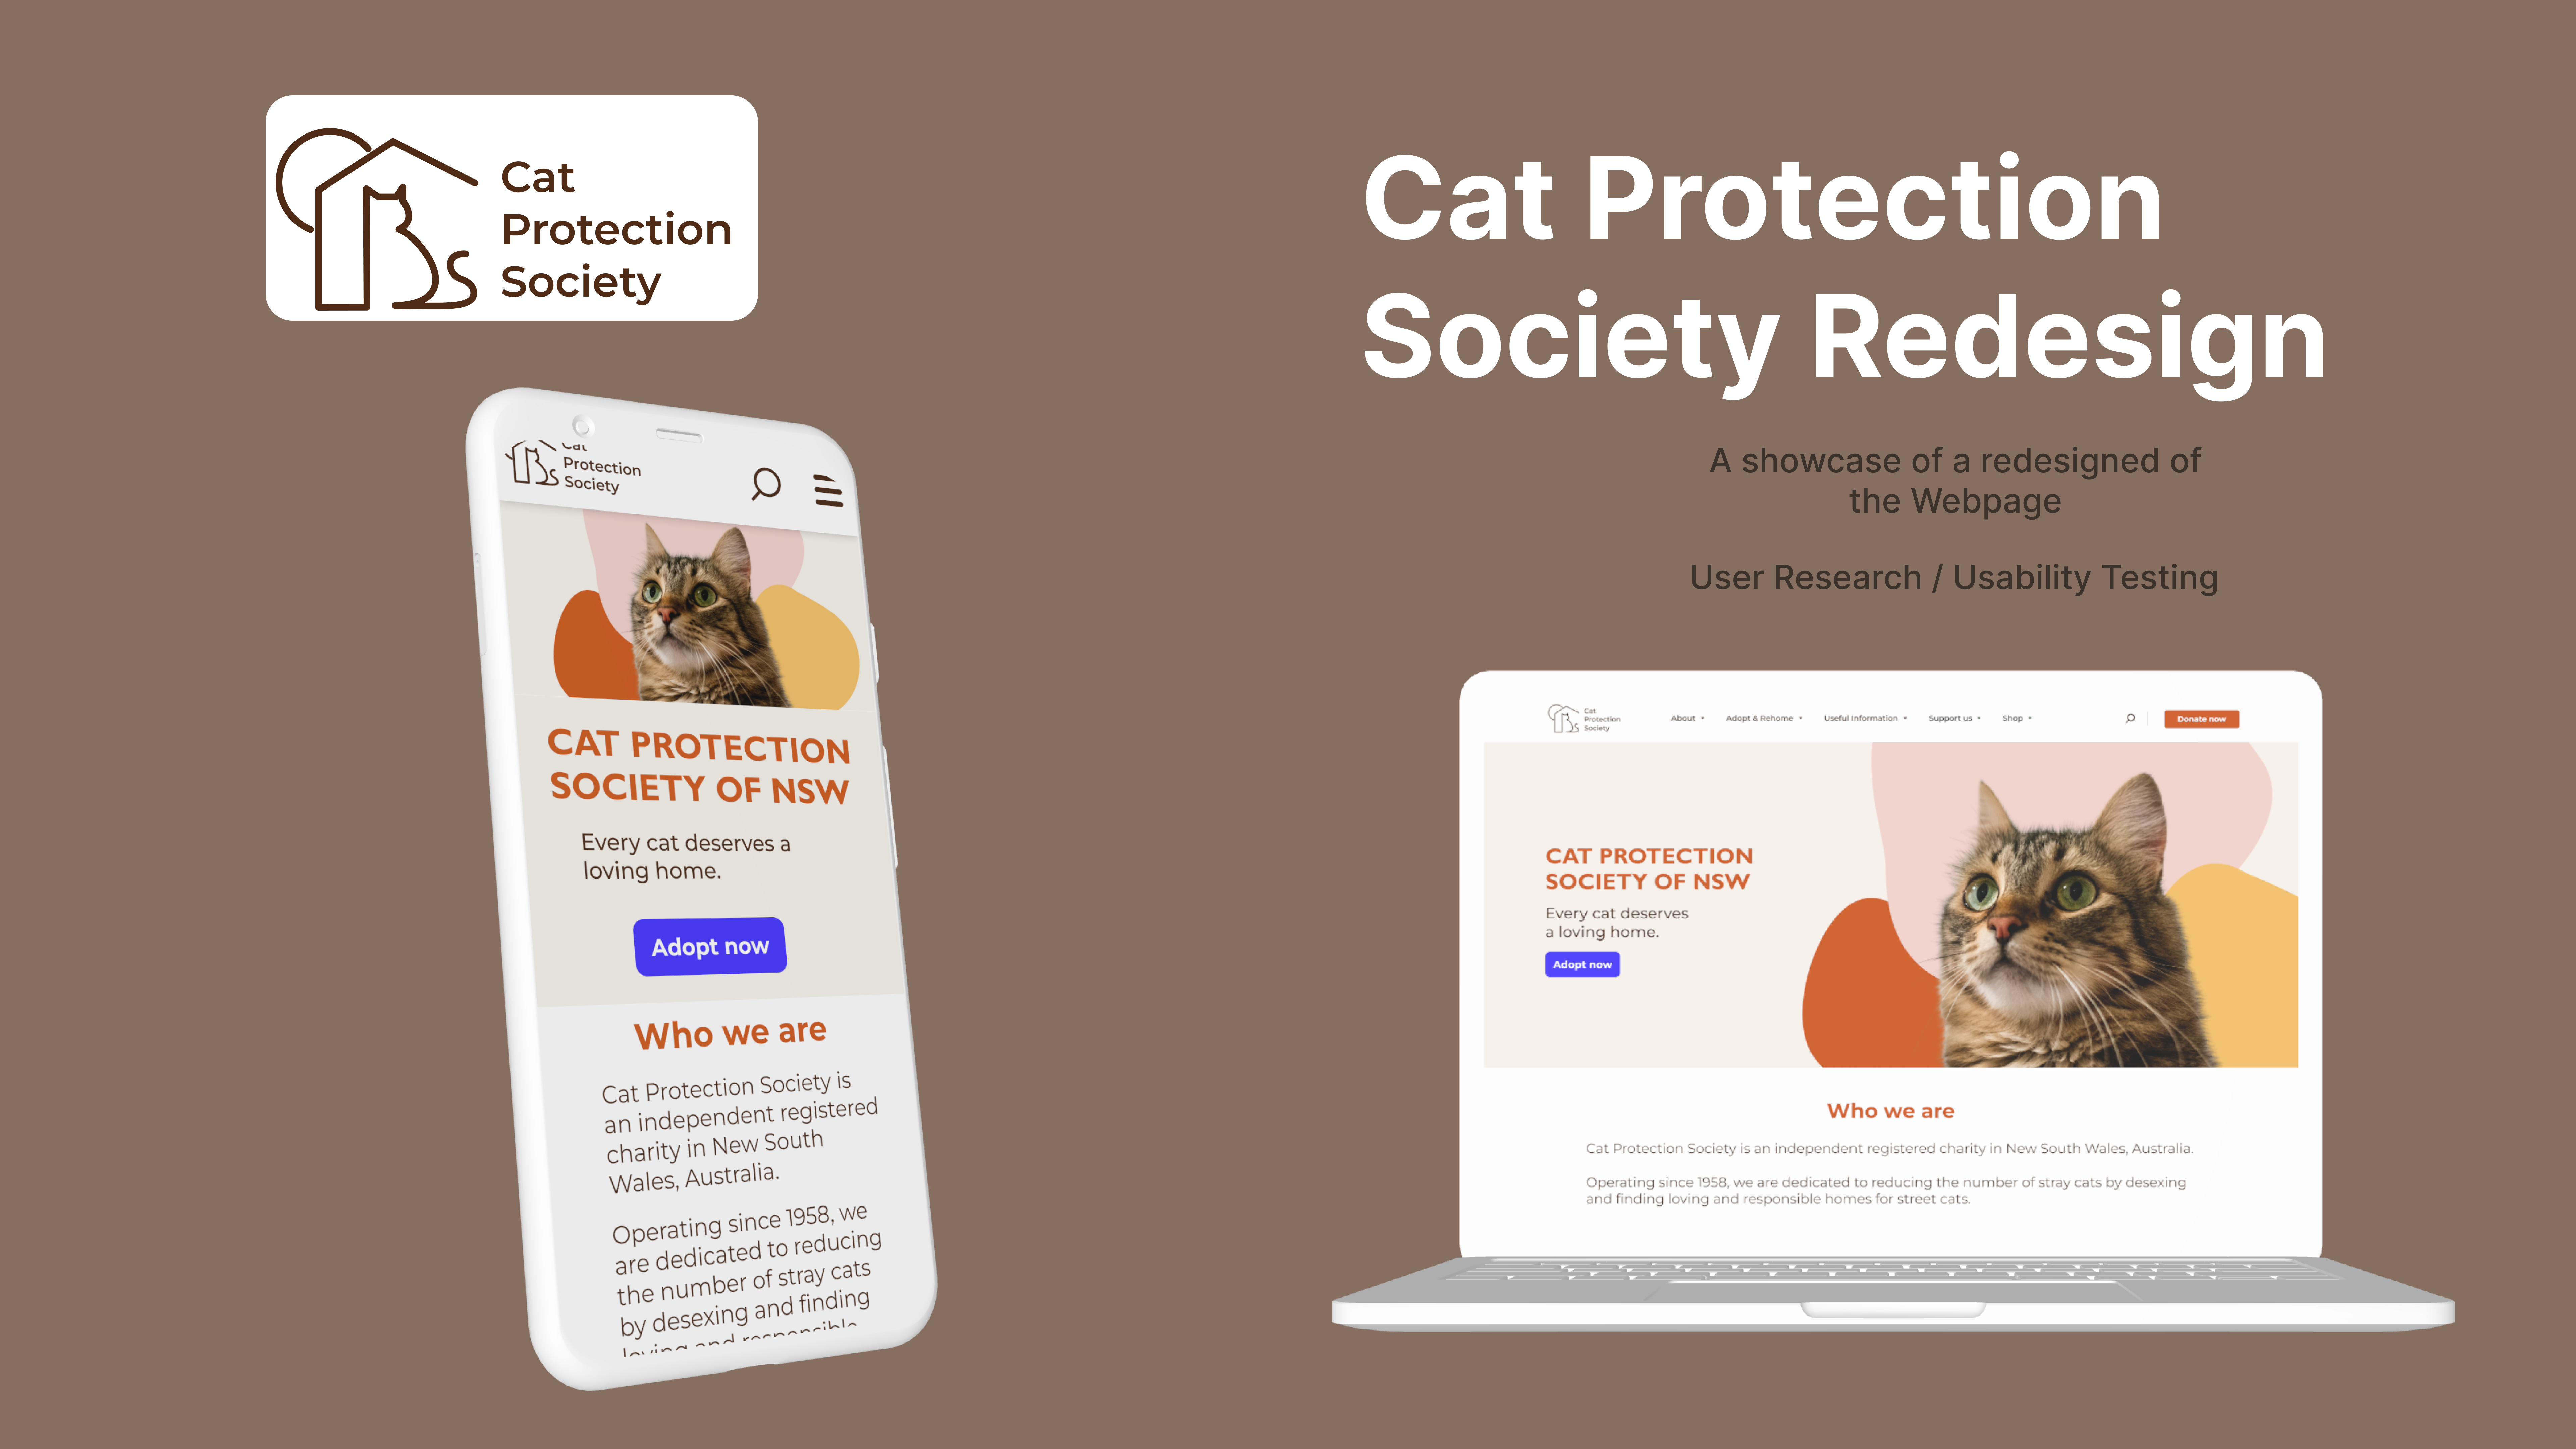 Cat
Protection
Society
Cat Protection
Society Redesign
A showcase of a redesigned of
the Webpage
User Research / Usability Testing
Cat
Protection
Society
CAT PROTECTION
SOCIETY OF NSW
Every cat deserves a
loving home.
Adopt now
Who we are
Cat Protection Society is
an independent registered
charity in New South
Wales, Australia.
Operating since 1958, we
are dedicated to reducing
the number of stray cats
by desexing and finding
loving and responsible
Cat
Protection
Society
About
Adopt & Rehome
Useful Information
Support us
Shop
Donate now
CAT PROTECTION
SOCIETY OF NSW
Every cat deserves
a loving home.
Adopt now
Who we are
Cat Protection Society is an independent registered charity in New South Wales, Australia.
Operating since 1958, we are dedicated to reducing the number of stray cats by desexing
and finding loving and responsible homes for street cats.